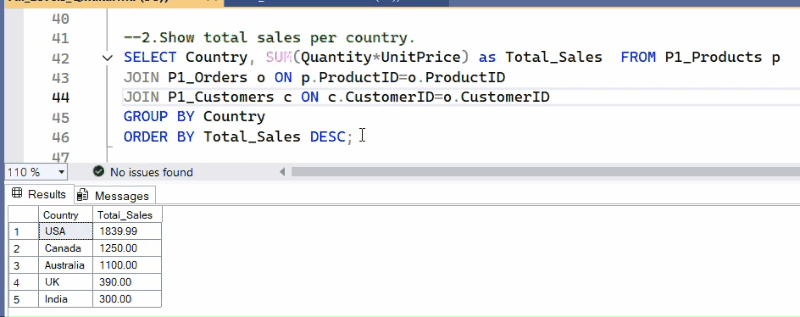 40
41 --2.Show total sales per country.
42 SELECT Country, SUM(Quantity*UnitPrice) as Total_Sales FROM P1_Products p
43 JOIN P1_Orders o ON p.ProductID=o.ProductID
44 JOIN P1_Customers c ON c.CustomerID=o.CustomerID
45 GROUP BY Country
46 ORDER BY Total_Sales DESC;
47
110 % No issues found
Results Messages
Country Total_Sales
1 USA 1839.99
2 Canada 1250.00
3 Australia 1100.00
4 UK 390.00
5 India 300.00